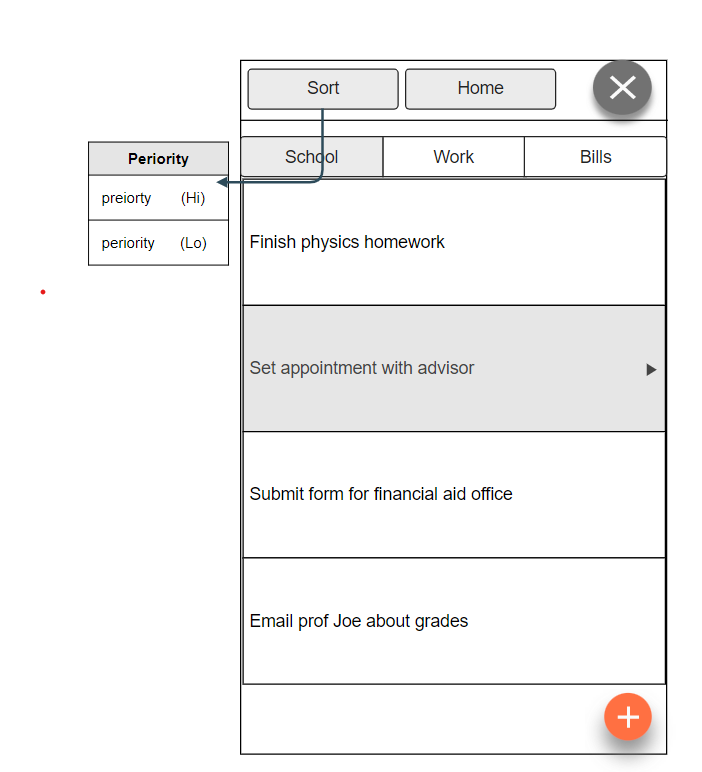 Sort
Home
School
Work
Bills
Periority
preiorty (Hi)
periority (Lo)
Finish physics homework
Set appointment with advisor
Submit form for financial aid office
Email prof Joe about grades